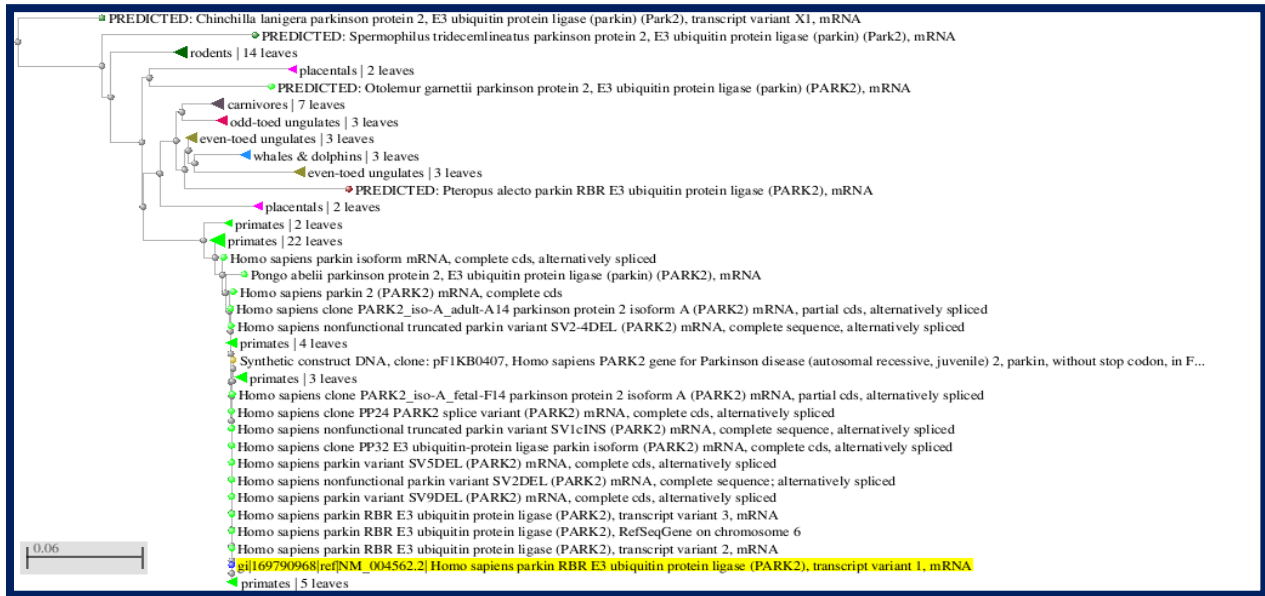 PREDICTED: Chinchilla lanigera parkinson protein 2, E3 ubiquitin protein ligase (parkin) (Park2), transcript variant X1, mRNA
PREDICTED: Spermophilus tridecemlineatus parkinson protein 2, E3 ubiquitin protein ligase (parkin) (Park2), mRNA
rodents | 14 leaves
placentals | 2 leaves
PREDICTED: Otolemur garnettii parkinson protein 2, E3 ubiquitin protein ligase (parkin) (PARK2), mRNA
carnivores | 7 leaves
odd-toed ungulates | 3 leaves
even-toed ungulates | 3 leaves
whales & dolphins | 3 leaves
even-toed ungulates | 3 leaves
PREDICTED: Pteropus alecto parkin RBR E3 ubiquitin protein ligase (PARK2), mRNA
placentals | 2 leaves
primates | 2 leaves
primates | 22 leaves
Homo sapiens parkin isoform mRNA, complete cds, alternatively spliced
Pongo abelii parkinson protein 2, E3 ubiquitin protein ligase (parkin) (PARK2), mRNA
Homo sapiens parkin 2 (PARK2) mRNA, complete cds
Homo sapiens clone PARK2_iso-A_adult-A14 parkinson protein 2 isoform A (PARK2) mRNA, partial cds, alternatively spliced
Homo sapiens nonfunctional truncated parkin variant SV2-4DEL (PARK2) mRNA, complete sequence, alternatively spliced
primates | 4 leaves
Synthetic construct DNA, clone: pF1KB0407, Homo sapiens PARK2 gene for Parkinson disease (autosomal recessive, juvenile) 2, parkin, without stop codon, in F...
primates | 3 leaves
Homo sapiens clone PARK2_iso-A_fetal-F14 parkinson protein 2 isoform A (PARK2) mRNA, partial cds, alternatively spliced
Homo sapiens clone PP24 PARK2 splice variant (PARK2) mRNA, complete cds, alternatively spliced
Homo sapiens nonfunctional truncated parkin variant SV1cINS (PARK2) mRNA, complete sequence, alternatively spliced
Homo sapiens clone PP32 E3 ubiquitin-protein ligase parkin isoform (PARK2) mRNA, complete cds, alternatively spliced
Homo sapiens parkin variant SV5DEL (PARK2) mRNA, complete cds, alternatively spliced
Homo sapiens nonfunctional parkin variant SV2DEL (PARK2) mRNA, complete sequence; alternatively spliced
Homo sapiens parkin variant SV9DEL (PARK2) mRNA, complete cds, alternatively spliced
Homo sapiens parkin RBR E3 ubiquitin protein ligase (PARK2), transcript variant 3, mRNA
Homo sapiens parkin RBR E3 ubiquitin protein ligase (PARK2), RefSeqGene on chromosome 6
Homo sapiens parkin RBR E3 ubiquitin protein ligase (PARK2), transcript variant 2, mRNA
0.06
gi|169790968|ref|NM_004562.2| Homo sapiens parkin RBR E3 ubiquitin protein ligase (PARK2), transcript variant 1, mRNA
primates | 5 leaves